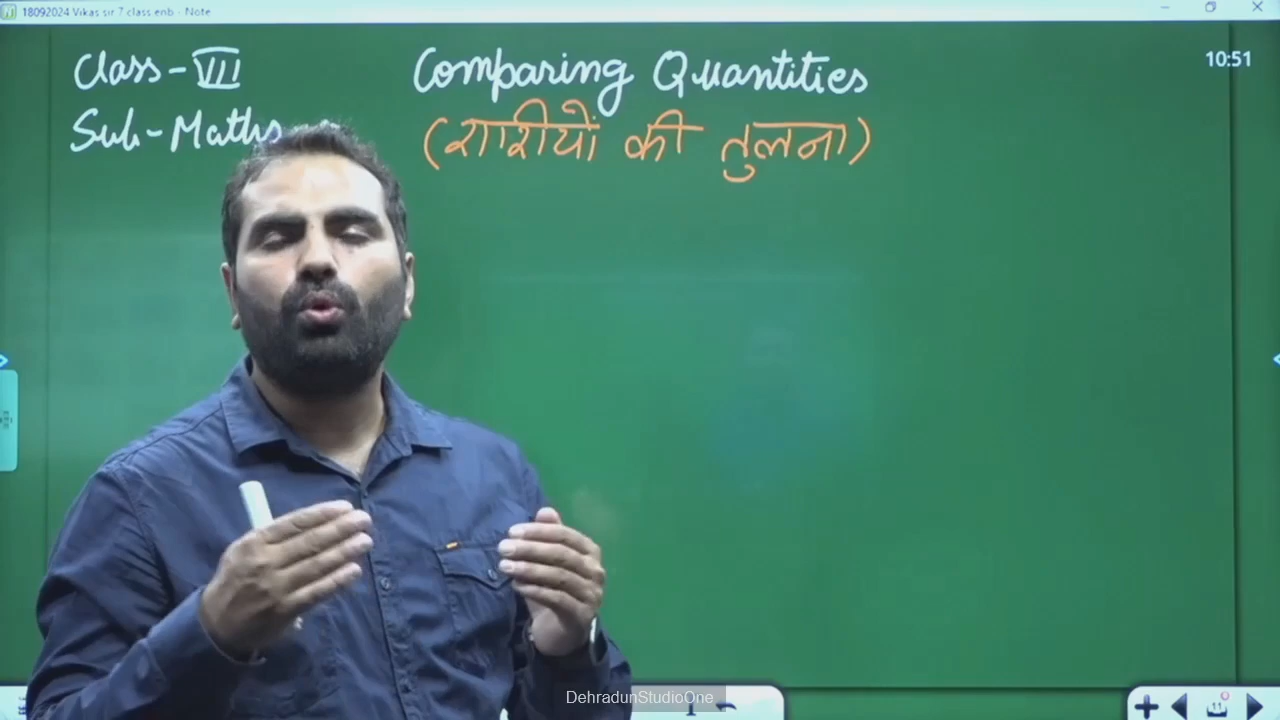 18092024 Vikas sir 7 class.enb - Note
10:51
Class - VII
Comparing Quantities
Sub - Maths
(राशीयों की तुलना)
DehradunStudioOne